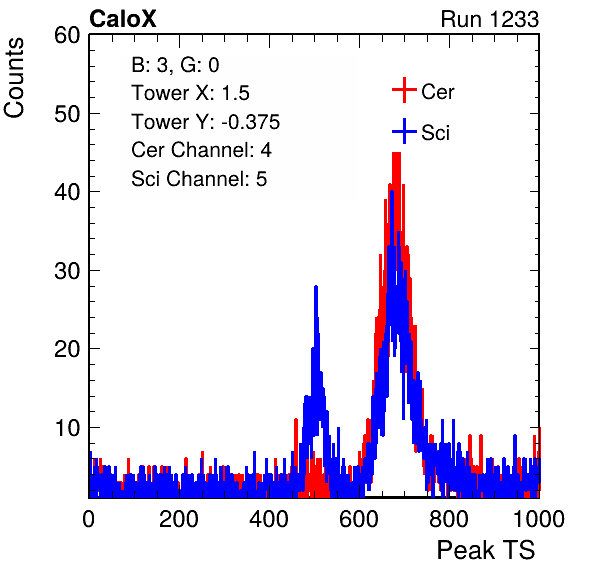 CaloX Run 1233
Counts
60
50
40
30
20
10
B: 3, G: 0
Tower X: 1.5
Tower Y: -0.375
Cer Channel: 4
Sci Channel: 5
Cer
Sci
0 200 400 600 800 1000
Peak TS